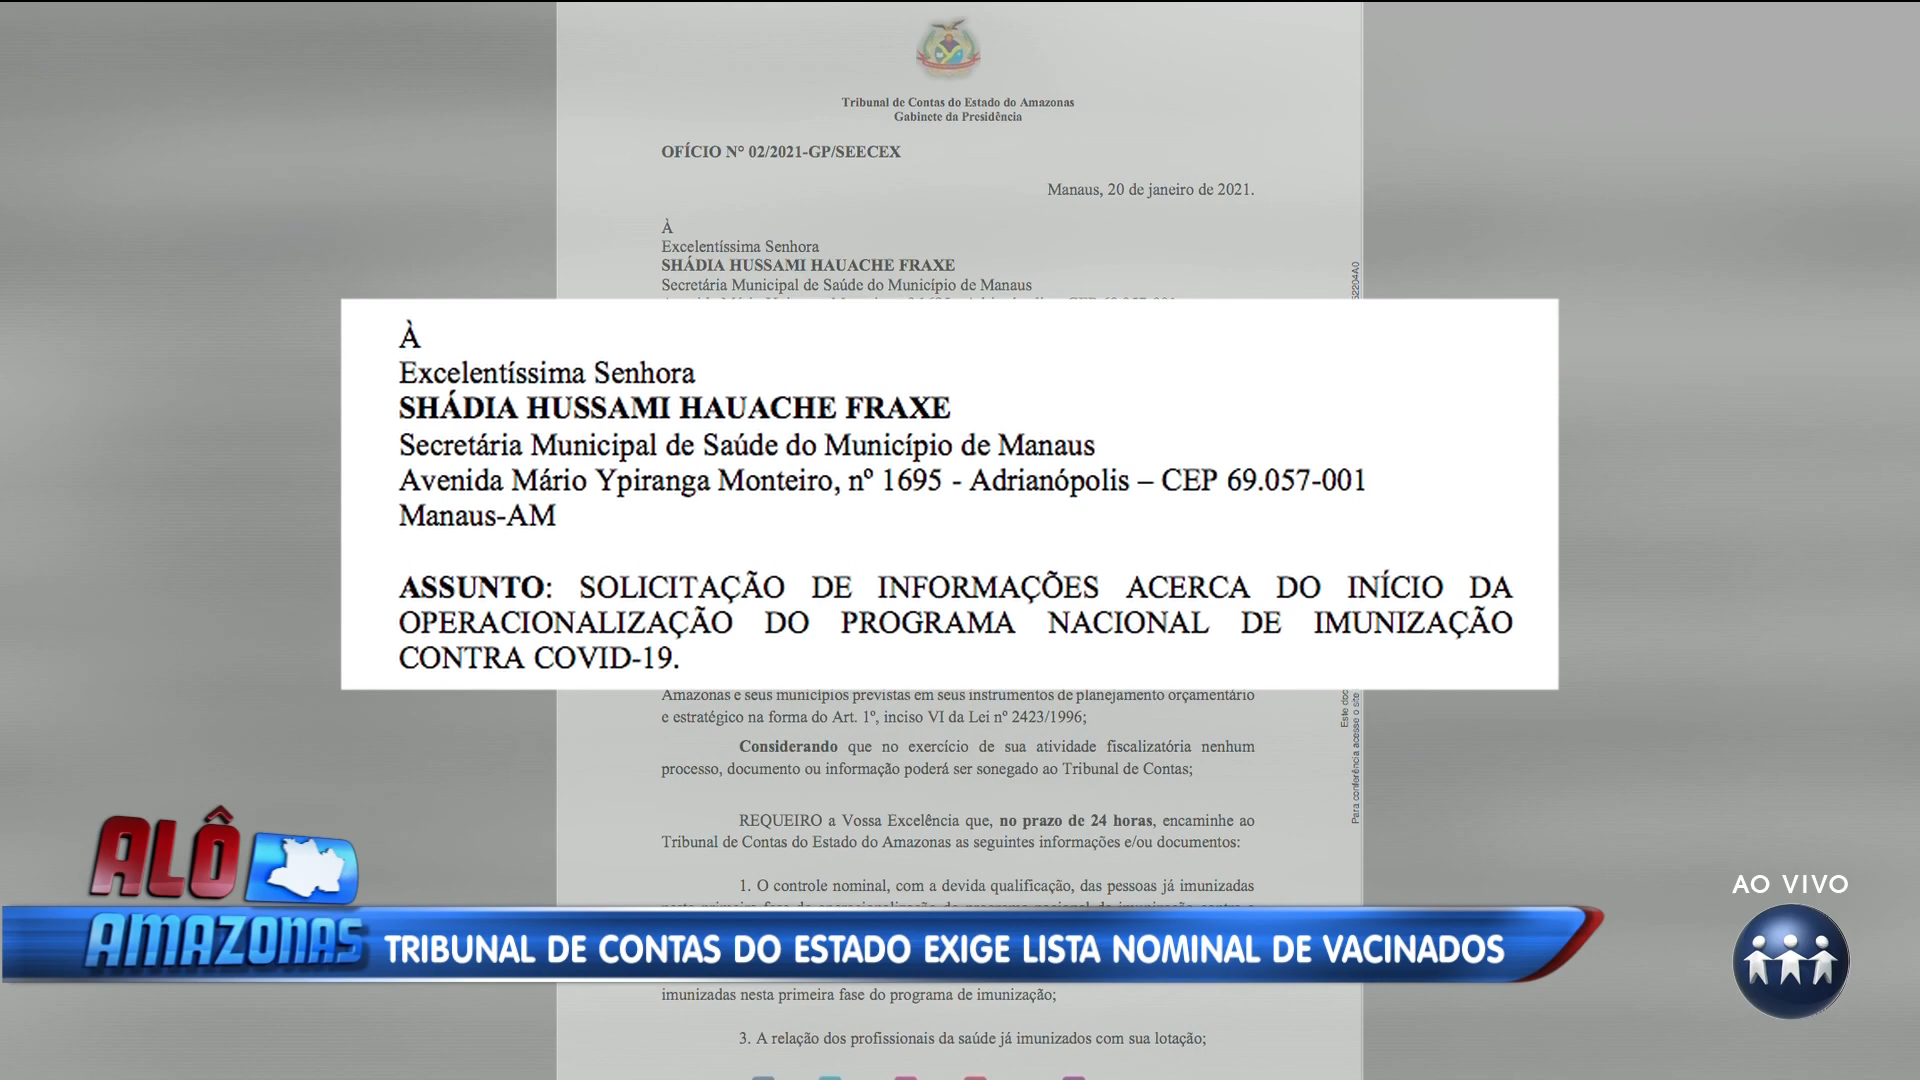 Tribunal de Contas do Estado do Amazonas
Gabinete da Presidência
OFÍCIO N° 02/2021-GP/SEECEX
Manaus, 20 de janeiro de 2021.
À
Excelentíssima Senhora
SHÁDIA HUSSAMI HAUACHE FRAXE
Secretária Municipal de Saúde do Município de Manaus
À
Excelentíssima Senhora
SHÁDIA HUSSAMI HAUACHE FRAXE
Secretária Municipal de Saúde do Município de Manaus
Avenida Mário Ypiranga Monteiro, nº 1695 - Adrianópolis – CEP 69.057-001
Manaus-AM
ASSUNTO: SOLICITAÇÃO DE INFORMAÇÕES ACERCA DO INÍCIO DA
OPERACIONALIZAÇÃO DO PROGRAMA NACIONAL DE IMUNIZAÇÃO
CONTRA COVID-19.
Amazonas e seus municípios previstas em seus instrumentos de planejamento orçamentário
e estratégico na forma do Art. 1º, inciso VI da Lei nº 2423/1996;
Considerando que no exercício de sua atividade fiscalizatória nenhum
processo, documento ou informação poderá ser sonegado ao Tribunal de Contas;
REQUEIRO a Vossa Excelência que, no prazo de 24 horas, encaminhe ao
Tribunal de Contas do Estado do Amazonas as seguintes informações e/ou documentos:
1. O controle nominal, com a devida qualificação, das pessoas já imunizadas
ALÔ
AMAZONAS
TRIBUNAL DE CONTAS DO ESTADO EXIGE LISTA NOMINAL DE VACINADOS
AO VIVO
imunizadas nesta primeira fase do programa de imunização;
3. A relação dos profissionais da saúde já imunizados com sua lotação;
Este doc
Para conferência acesse o site